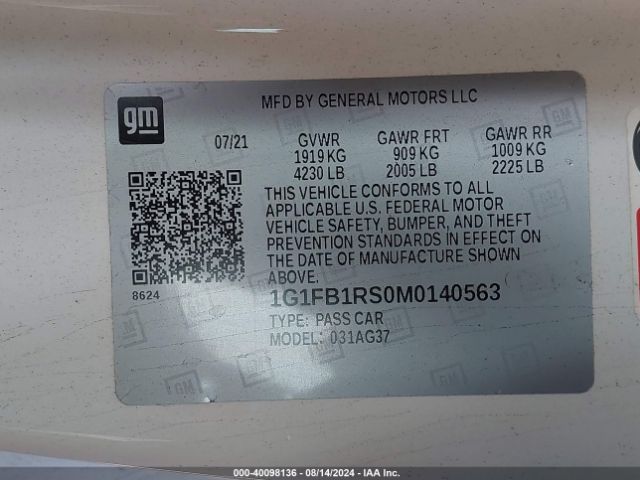 gm
MFD BY GENERAL MOTORS LLC
07/21 GVWR GAWR FRT GAWR RR
1919 KG 909 KG 1009 KG
4230 LB 2005 LB 2225 LB
THIS VEHICLE CONFORMS TO ALL
APPLICABLE U.S. FEDERAL MOTOR
VEHICLE SAFETY, BUMPER, AND THEFT
PREVENTION STANDARDS IN EFFECT ON
THE DATE OF MANUFACTURE SHOWN
ABOVE.
8624
1G1FB1RS0M0140563
TYPE: PASS CAR
MODEL: 031AG37
000-40098136 - 08/14/2024 - IAA Inc.